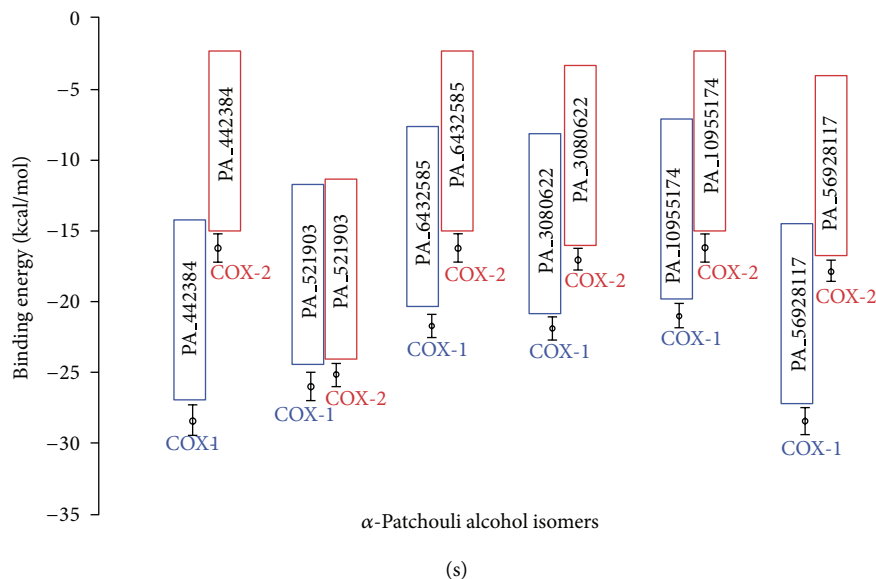 0
−5
−10
−15
−20
−25
−30
−35
Binding energy (kcal/mol)
PA_442384
COX-1
PA_442384
COX-2
PA_521903
COX-1
PA_521903
COX-2
PA_6432585
COX-1
PA_6432585
COX-2
PA_3080622
COX-1
PA_3080622
COX-2
PA_10955174
COX-1
PA_10955174
COX-2
PA_56928117
COX-1
PA_56928117
COX-2
α-Patchouli alcohol isomers
(s)